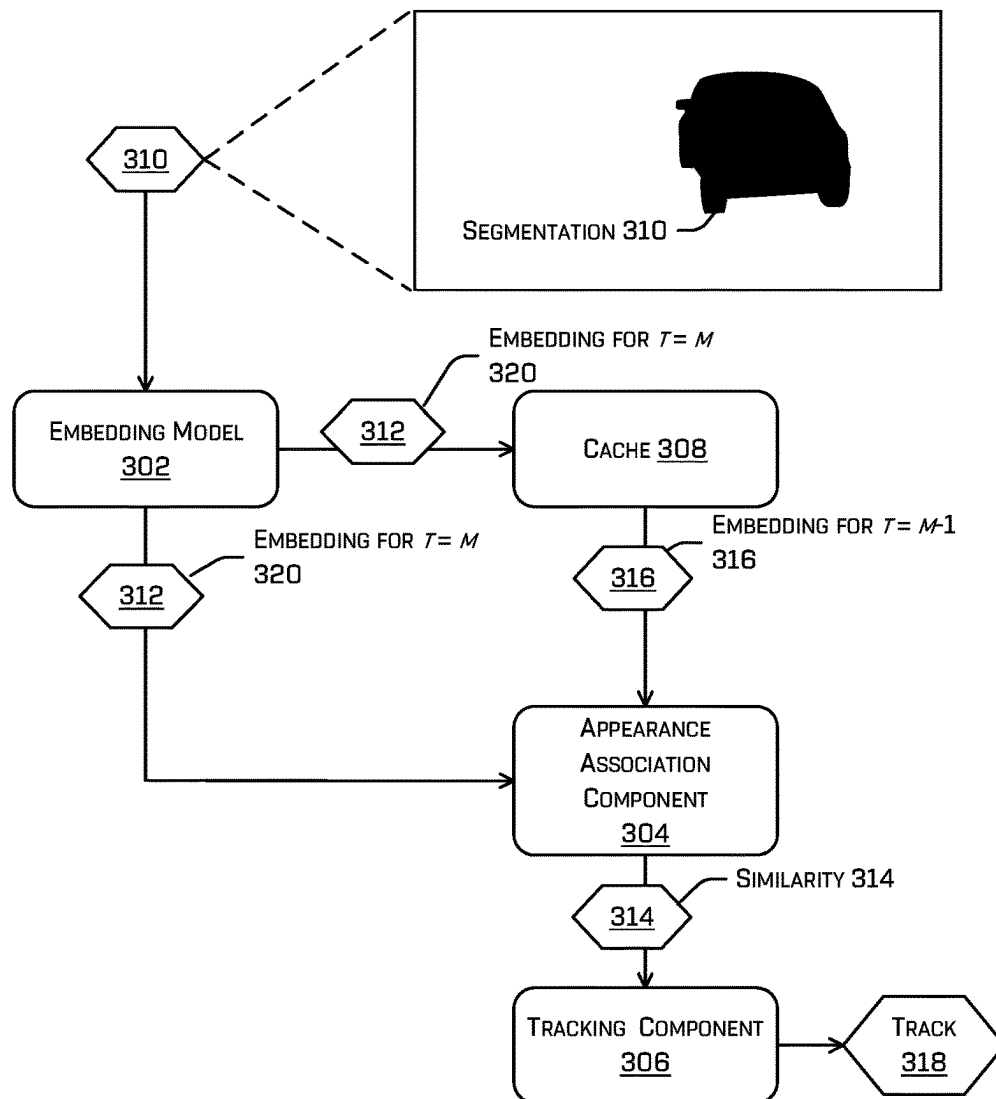 310
SEGMENTATION 310
EMBEDDING FOR T = M
320
EMBEDDING MODEL
302
312
CACHE 308
EMBEDDING FOR T = M
320
312
EMBEDDING FOR T = M-1
316
316
APPEARANCE
ASSOCIATION
COMPONENT
304
SIMILARITY 314
314
TRACKING COMPONENT
306
TRACK
318